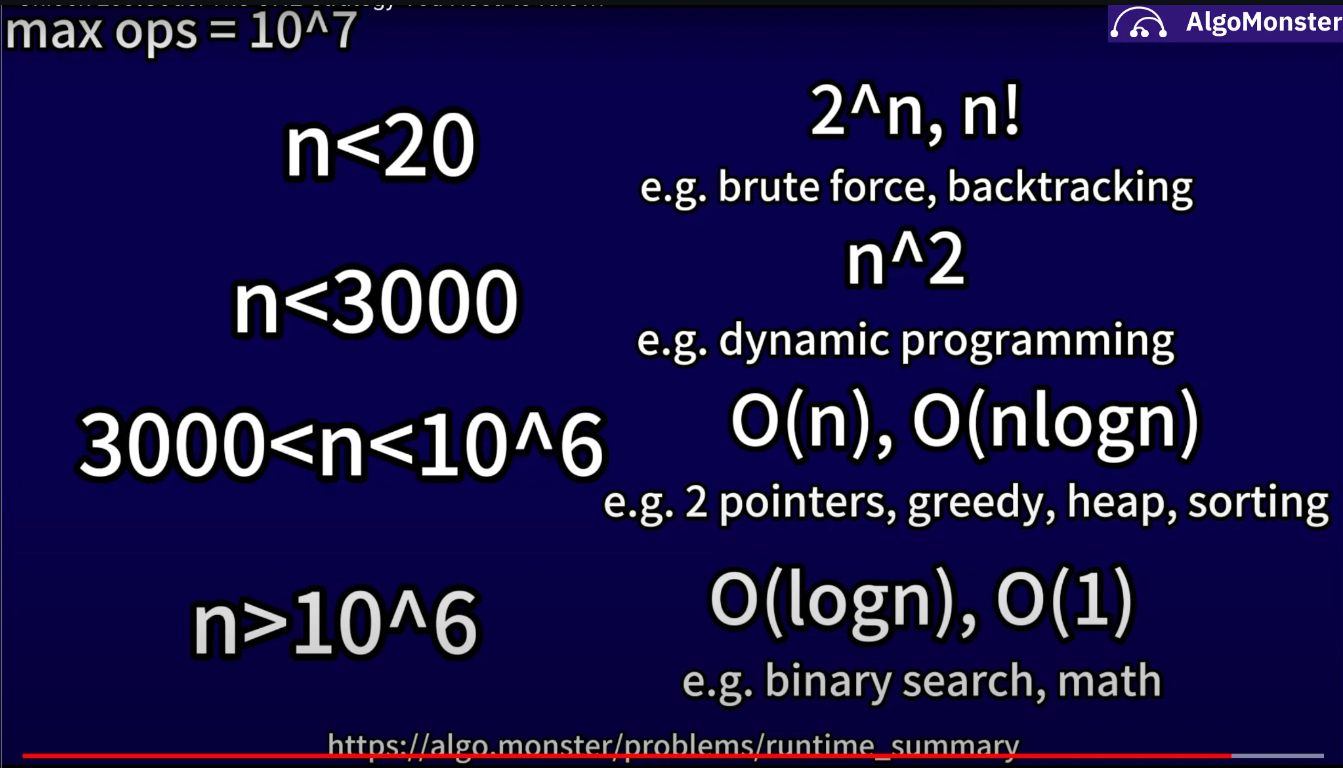 max ops = 10^7
AlgoMonster
n<20
2^n, n!
e.g. brute force, backtracking
n<3000
n^2
e.g. dynamic programming
3000<n<10^6
O(n), O(nlogn)
e.g. 2 pointers, greedy, heap, sorting
n>10^6
O(logn), O(1)
e.g. binary search, math
https://algo.monster/problems/runtime_summary